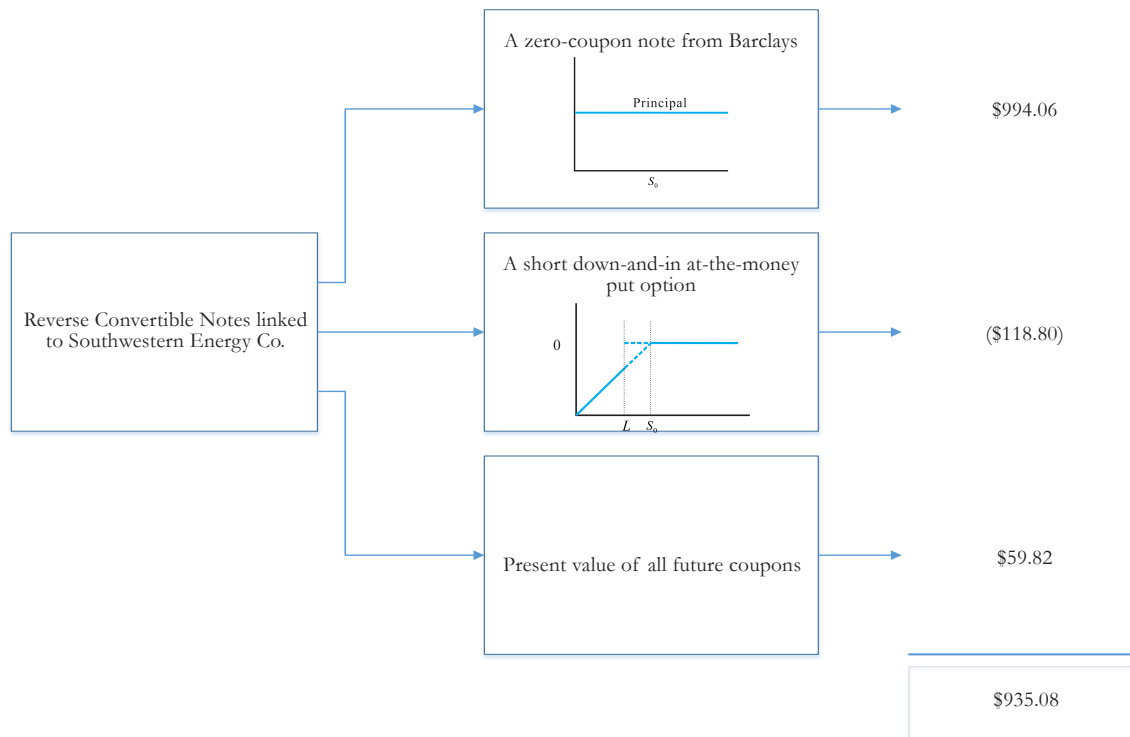 A zero-coupon note from Barclays
Principal
S₀
$994.06
Reverse Convertible Notes linked
to Southwestern Energy Co.
A short down-and-in at-the-money
put option
0
L S₀
($118.80)
Present value of all future coupons
$59.82
$935.08